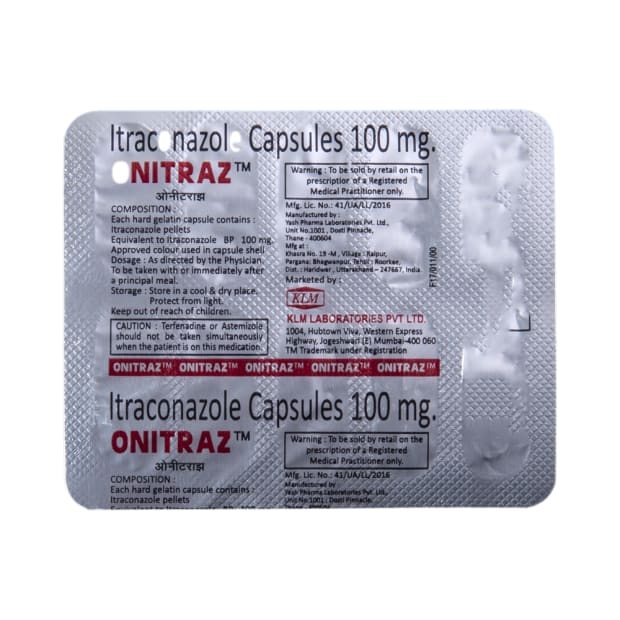 Itraconazole Capsules 100 mg.
ONITRAZ™
ओनीटराझ
COMPOSITION :
Each hard gelatin capsule contains :
Itraconazole pellets
Equivalent to Itraconazole BP 100 mg.
Approved colour used in capsule shell
Dosage : As directed by the Physician.
To be taken with or immediately after
a principal meal.
Storage : Store in a cool & dry place.
Protect from light.
Keep out of reach of children.
CAUTION : Terfenadine or Astemizole
should not be taken simultaneously
when the patient is on this medication.
Warning : To be sold by retail on the
prescription of a Registered
Medical Practitioner only.
Mfg. Lic. No.: 41/UA/LL/2016
Manufactured by :
Yash Pharma Laboratories Pvt. Ltd.,
Unit No.1001, Dosti Pinnacle,
Thane - 400604
Mfg at :
Khasra No. 19 -M , Village : Raipur,
Pargana: Bhagwanpur, Tehsil : Roorkee,
Dist.: Haridwar, Uttarakhand - 247667, India
Marketed by :
KLM
KLM LABORATORIES PVT LTD.
1004, Hubtown Viva, Western Express
Highway, Jogeshwari (E) Mumbai-400 060
TM Trademark under Registration
F17/011/00
ONITRAZ™ ONITRAZ™ ONITRAZ™ ONITRAZ™ ONITRAZ™
Itraconazole Capsules 100 mg.
ONITRAZ™
ओनीटराझ
COMPOSITION :
Each hard gelatin capsule contains :
Itraconazole pellets
Warning : To be sold by retail on the
prescription of a Registered
Medical Practitioner only.
Mfg. Lic. No.: 41/UA/LL/2016
Manufactured by :
Yash Pharma Laboratories Pvt. Ltd.,
Unit No.1001 , Dosti Pinnacle,